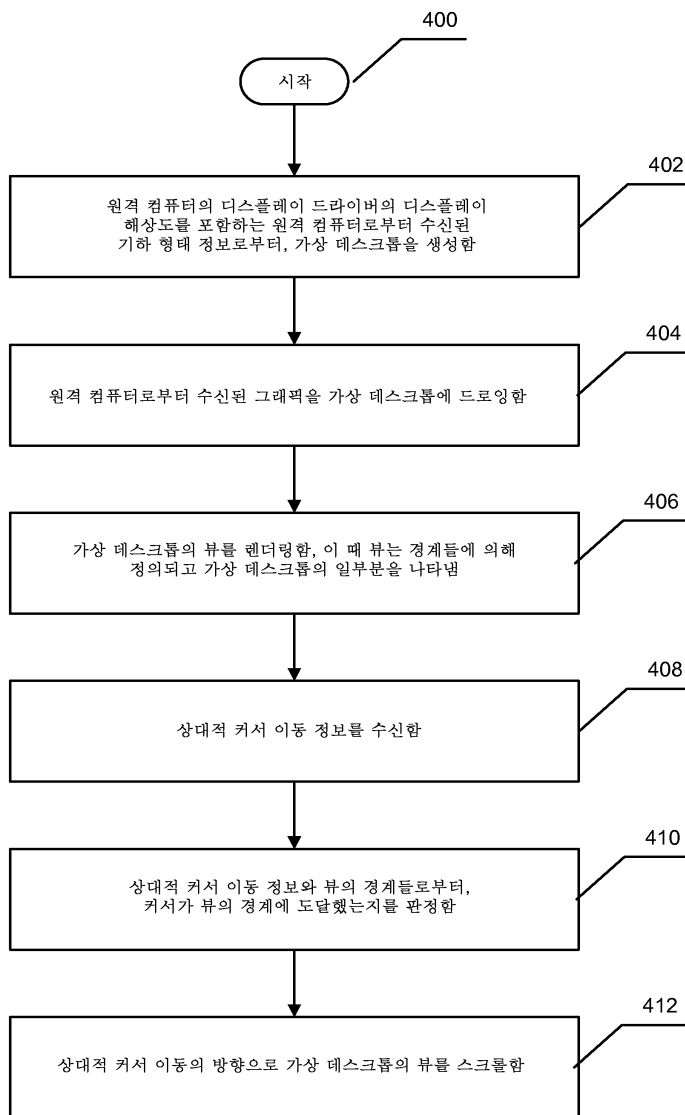 400
시작
402
원격 컴퓨터의 디스플레이 드라이버의 디스플레이
해상도를 포함하는 원격 컴퓨터로부터 수신된
기하 형태 정보로부터, 가상 데스크톱을 생성함
404
원격 컴퓨터로부터 수신된 그래픽을 가상 데스크톱에 드로잉함
406
가상 데스크톱의 뷰를 렌더링함, 이 때 뷰는 경계들에 의해
정의되고 가상 데스크톱의 일부분을 나타냄
408
상대적 커서 이동 정보를 수신함
410
상대적 커서 이동 정보와 뷰의 경계들로부터,
커서가 뷰의 경계에 도달했는지를 판정함
412
상대적 커서 이동의 방향으로 가상 데스크톱의 뷰를 스크롤함